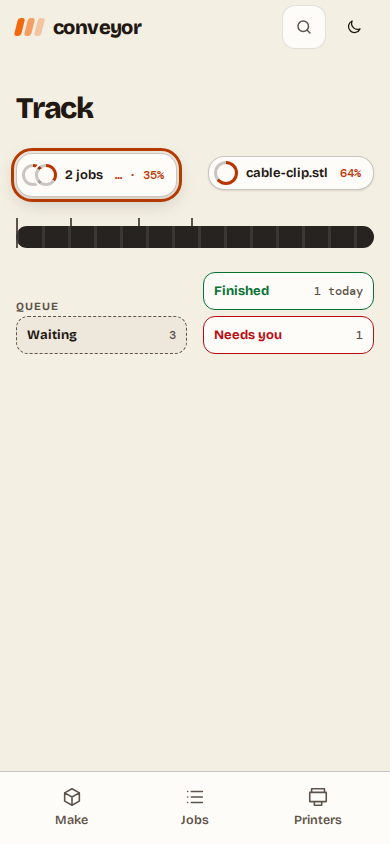 conveyor
Track
2 jobs … · 35%
cable-clip.stl 64%
Finished 1 today
QUEUE
Waiting 3
Needs you 1
Make
Jobs
Printers